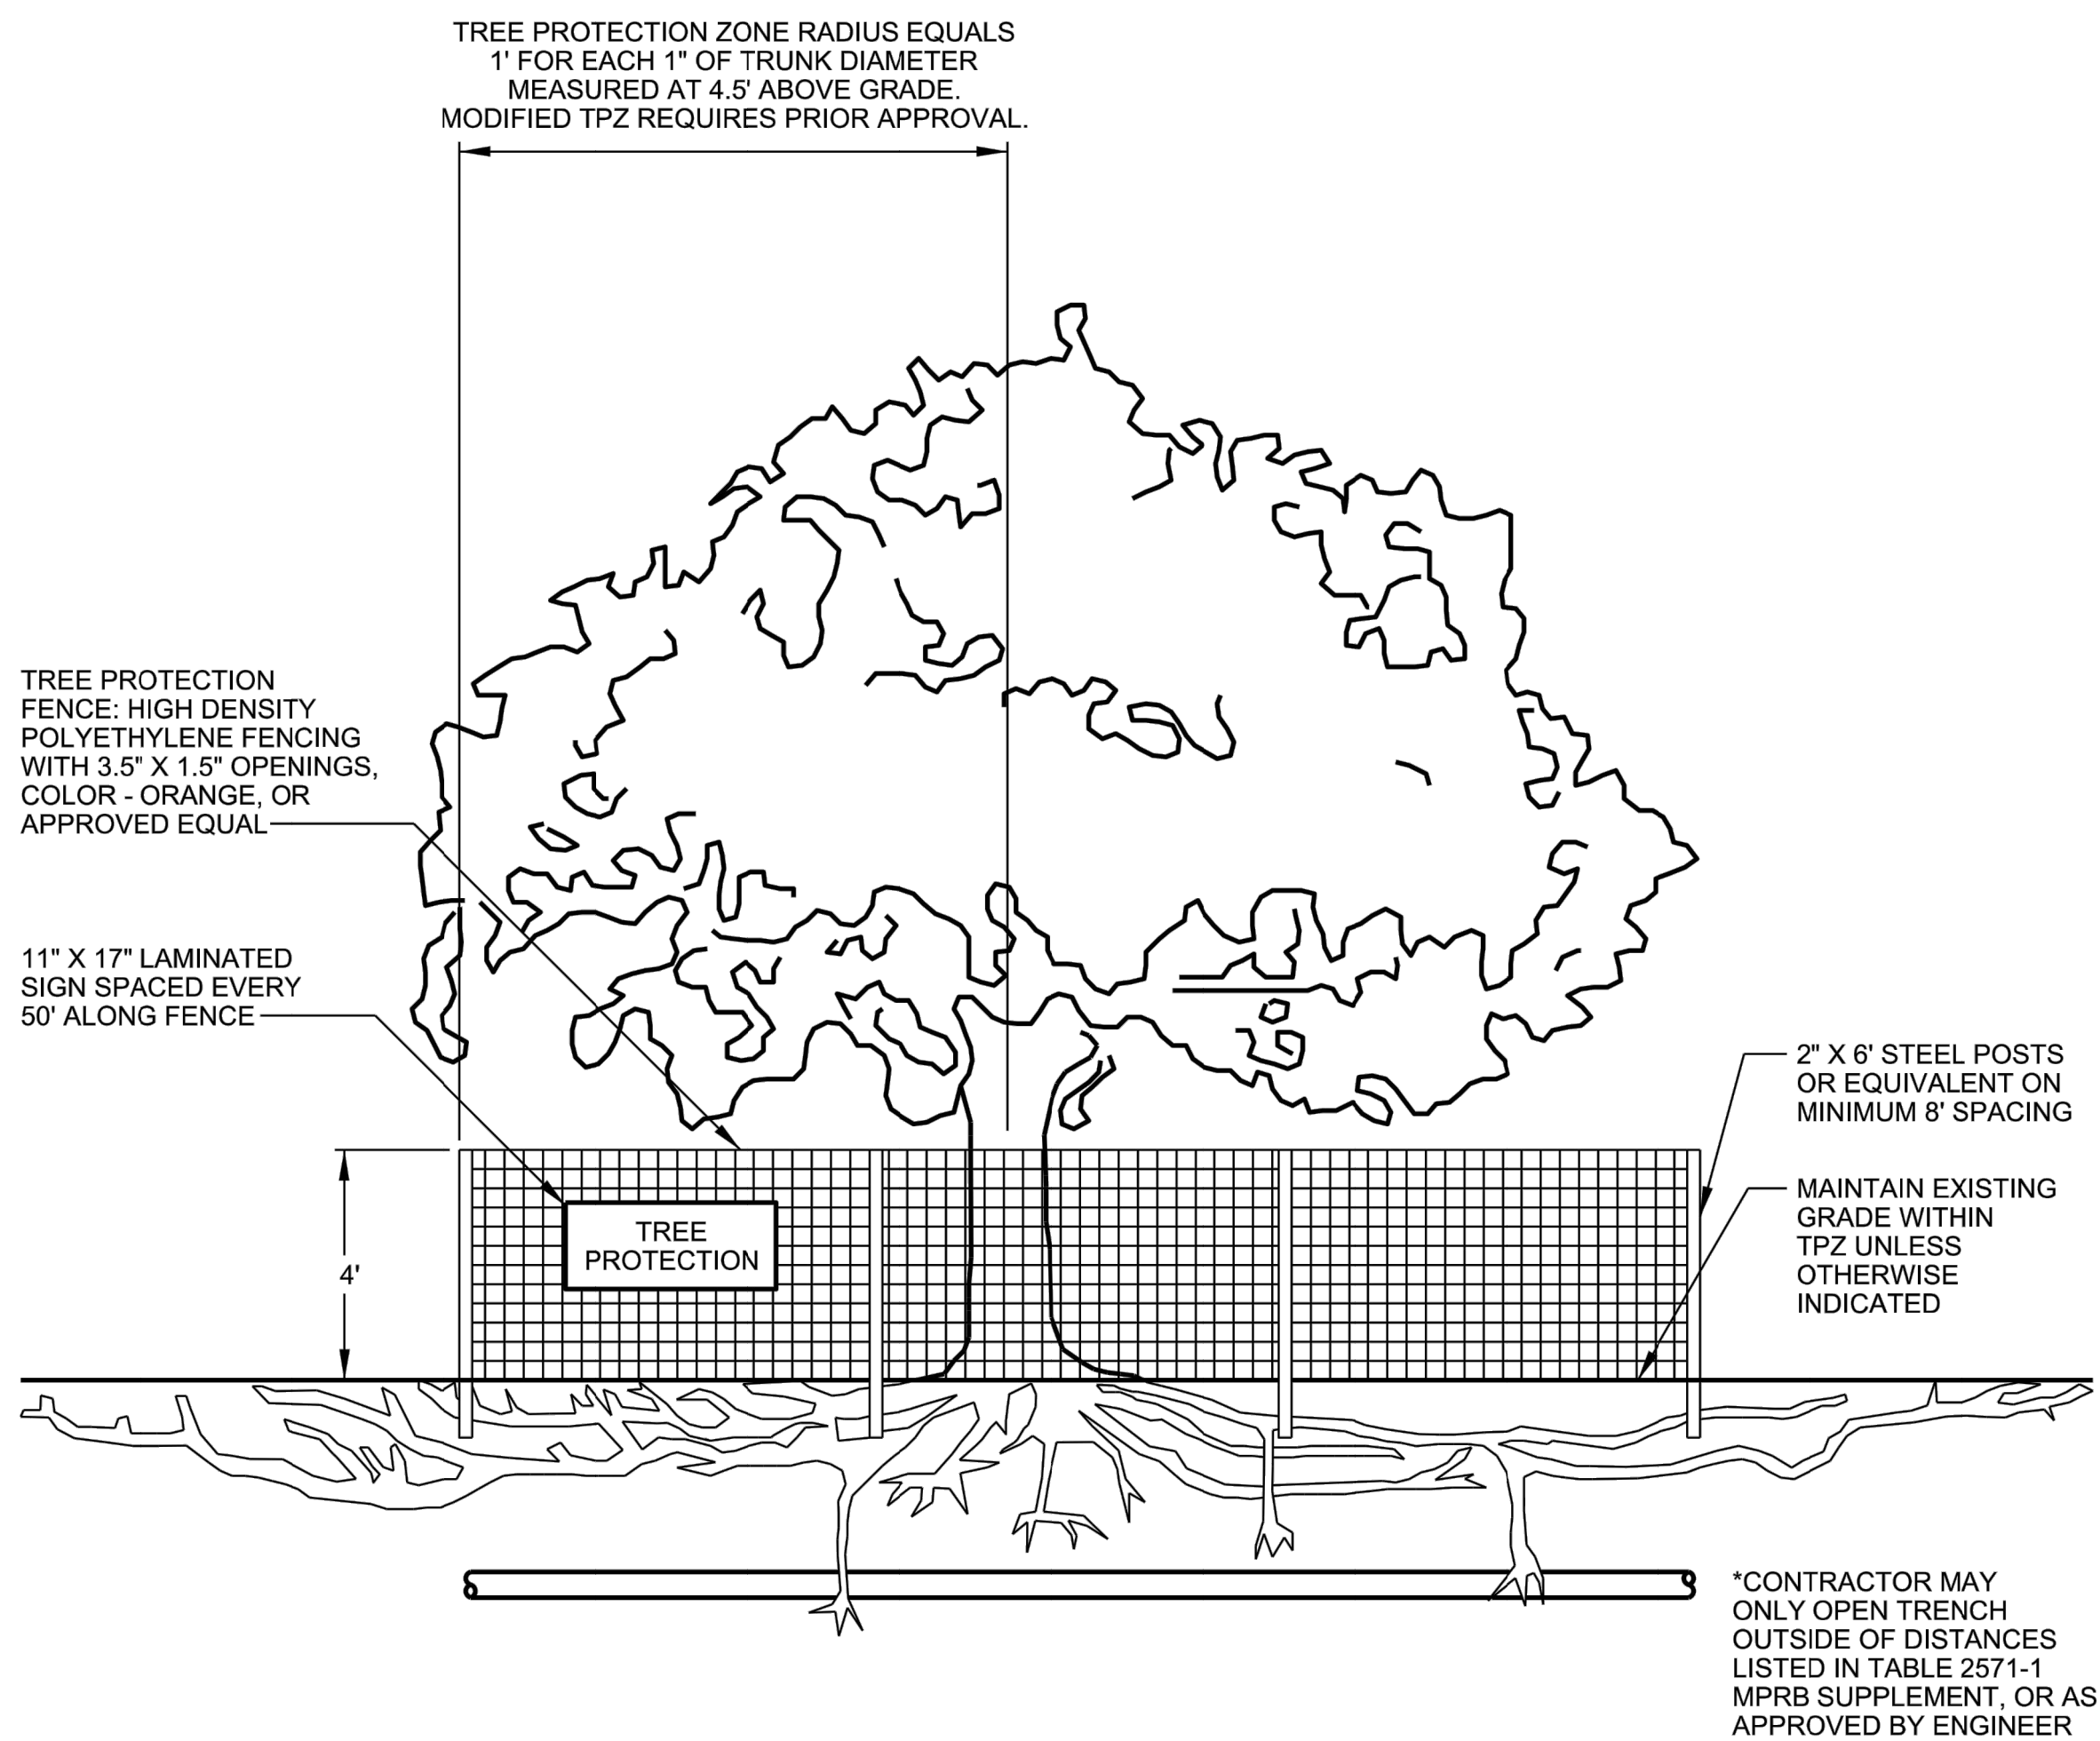 TREE PROTECTION ZONE RADIUS EQUALS
1' FOR EACH 1" OF TRUNK DIAMETER
MEASURED AT 4.5' ABOVE GRADE.
MODIFIED TPZ REQUIRES PRIOR APPROVAL.
TREE PROTECTION
FENCE: HIGH DENSITY
POLYETHYLENE FENCING
WITH 3.5" X 1.5" OPENINGS,
COLOR - ORANGE, OR
APPROVED EQUAL
11" X 17" LAMINATED
SIGN SPACED EVERY
50' ALONG FENCE
2" X 6' STEEL POSTS
OR EQUIVALENT ON
MINIMUM 8' SPACING
TREE
PROTECTION
4'
MAINTAIN EXISTING
GRADE WITHIN
TPZ UNLESS
OTHERWISE
INDICATED
*CONTRACTOR MAY
ONLY OPEN TRENCH
OUTSIDE OF DISTANCES
LISTED IN TABLE 2571-1
MPRB SUPPLEMENT, OR AS
APPROVED BY ENGINEER